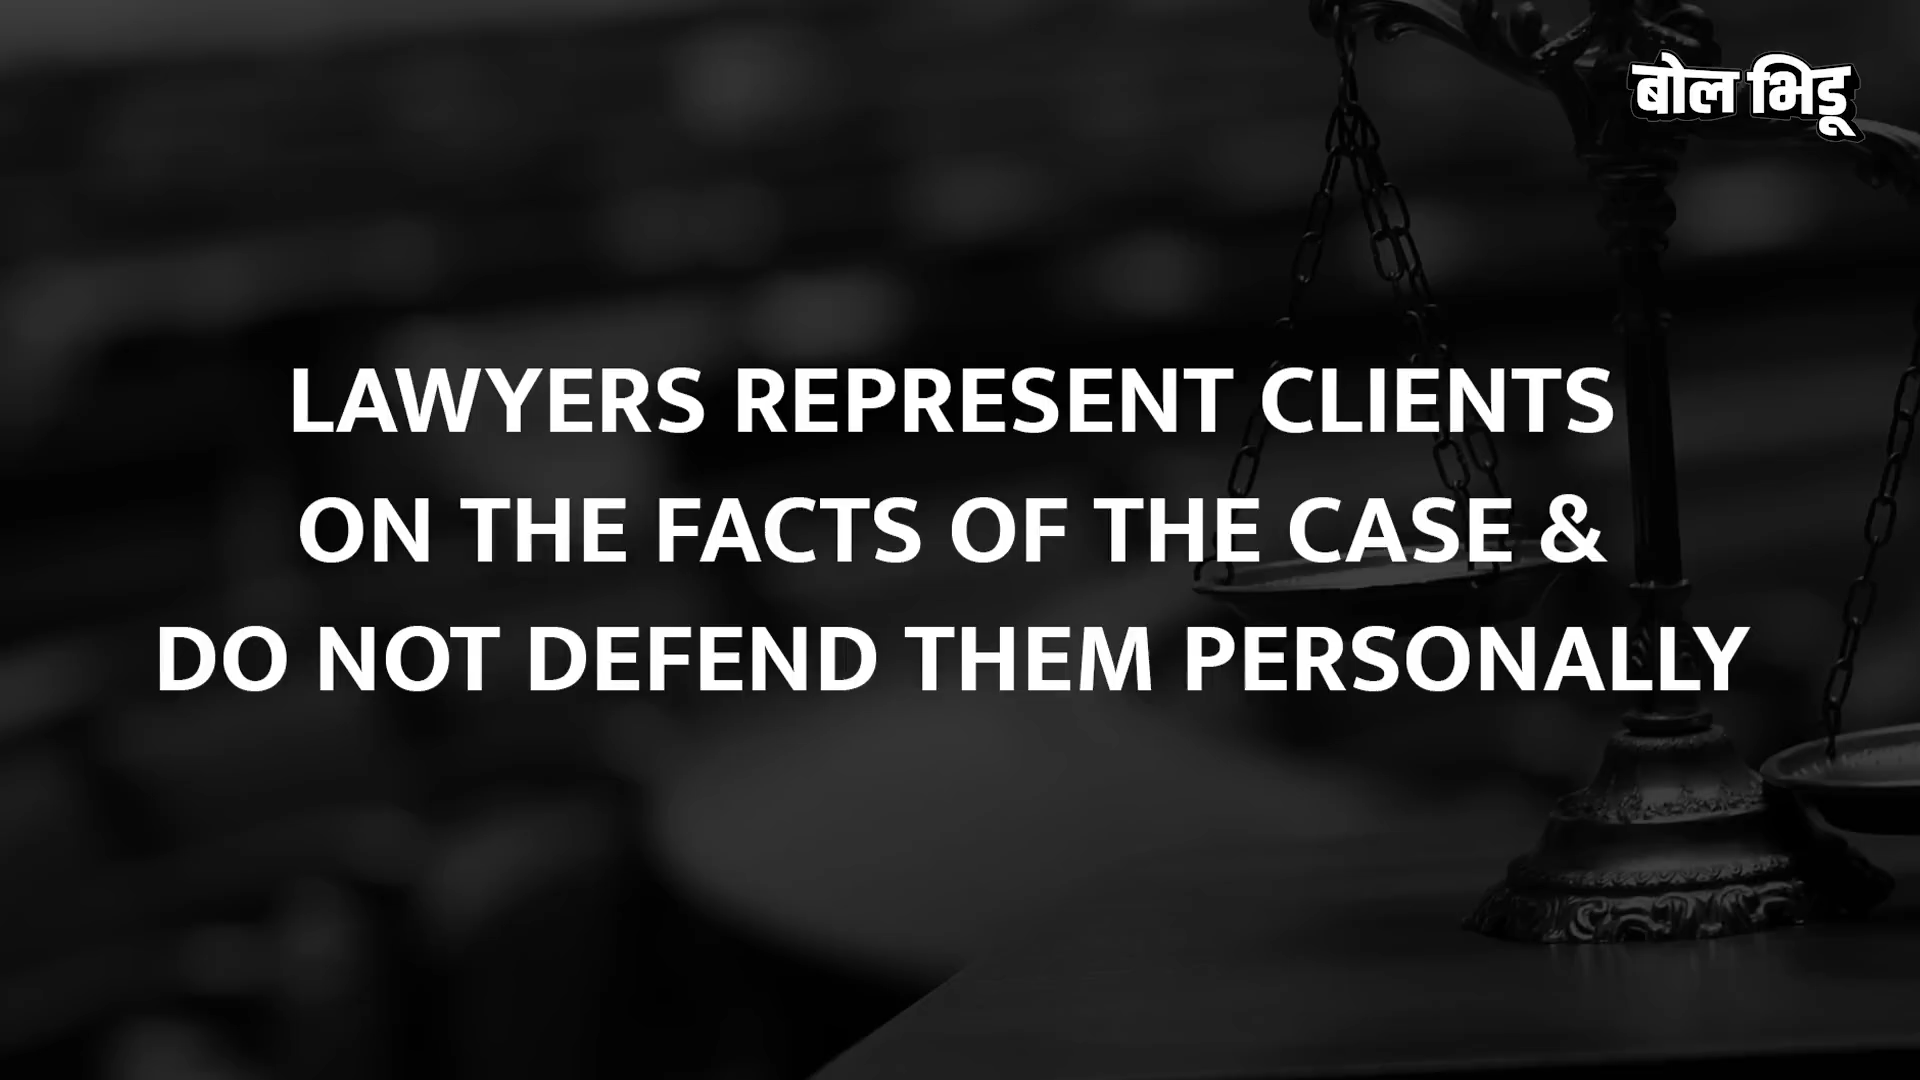 बोल भिडू
LAWYERS REPRESENT CLIENTS
ON THE FACTS OF THE CASE &
DO NOT DEFEND THEM PERSONALLY